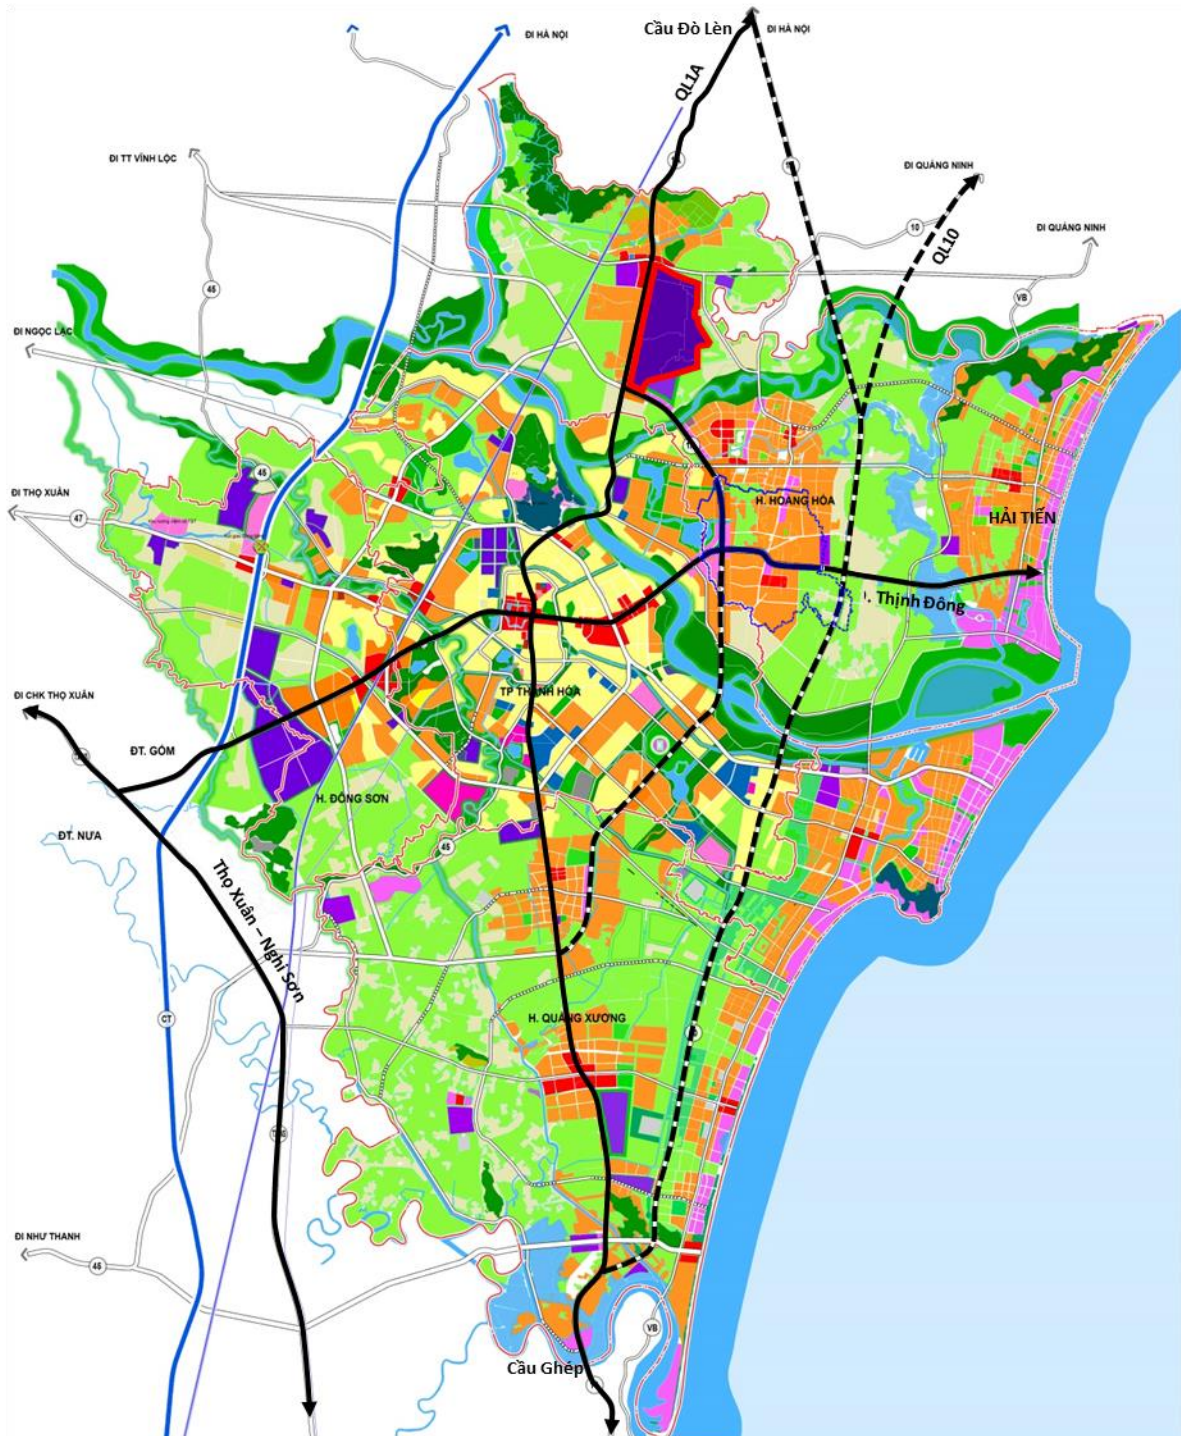 Cầu Đò Lèn
ĐI HÀ NỘI
ĐI HÀ NỘI
QL1A
ĐI TT VĨNH LỘC
ĐI QUẢNG NINH
10
QL10
ĐI QUẢNG NINH
45
VB
ĐI NGỌC LẶC
45
H. HOẰNG HÓA
ĐI THỌ XUÂN
47
HẢI TIẾN
. Thịnh Đông
TP THANH HÓA
ĐI CHK THỌ XUÂN
ĐT. GỐM
H. ĐÔNG SƠN
ĐT. NƯA
45
Thọ Xuân – Nghi Sơn
CT
H. QUẢNG XƯƠNG
ĐI NHƯ THANH
45
VB
Cầu Ghép